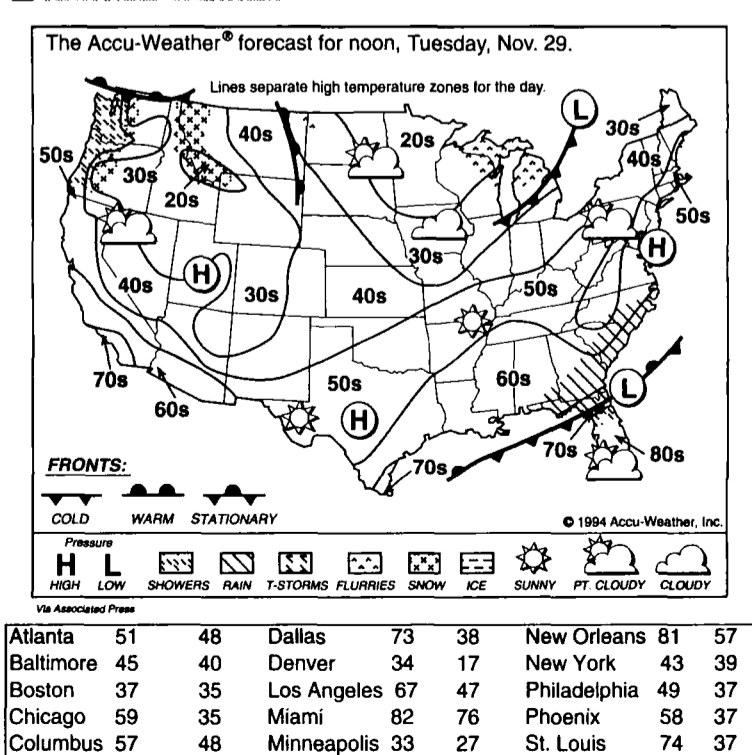 The Accu-Weather® forecast for noon, Tuesday, Nov. 29.
Lines separate high temperature zones for the day.
L
30s
40s
20s
40s
50s
30s
20s
50s
H
30s
H
40s
30s
40s
50s
70s
60s
50s
60s
H
L
70s
70s
80s
FRONTS:
COLD WARM STATIONARY
© 1994 Accu-Weather, Inc.
Pressure
H L
HIGH LOW SHOWERS RAIN T-STORMS FLURRIES SNOW ICE SUNNY PT. CLOUDY CLOUDY
Via Associated Press
Atlanta 51 48 Dallas 73 38 New Orleans 81 57
Baltimore 45 40 Denver 34 17 New York 43 39
Boston 37 35 Los Angeles 67 47 Philadelphia 49 37
Chicago 59 35 Miami 82 76 Phoenix 58 37
Columbus 57 48 Minneapolis 33 27 St. Louis 74 37